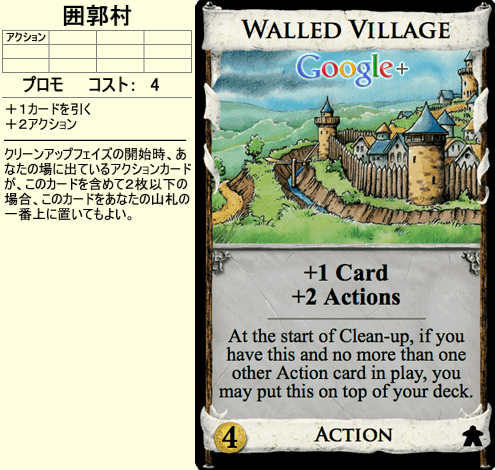 囲郭村
アクション
プロモ コスト: 4
+1カードを引く
+2アクション
クリーンアップフェイズの開始時、あ
なたの場に出ているアクションカード
が、このカードを含めて2枚以下の
場合、このカードをあなたの山札の
一番上に置いてもよい。
WALLED VILLAGE
Google+
+1 Card
+2 Actions
At the start of Clean-up, if you
have this and no more than one
other Action card in play, you
may put this on top of your deck.
4
ACTION